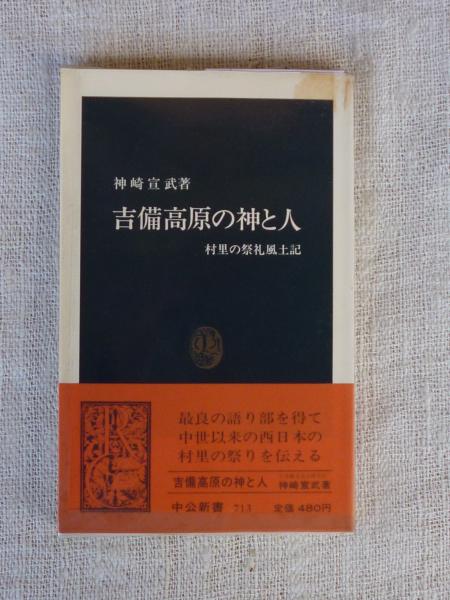 神崎宣武著
吉備高原の神と人
村里の祭礼風土記
最良の語り部を得て
中世以来の西日本の
村里の祭りを伝える
吉備高原の神と人
神崎宣武著
中公新書 713 定価 480円